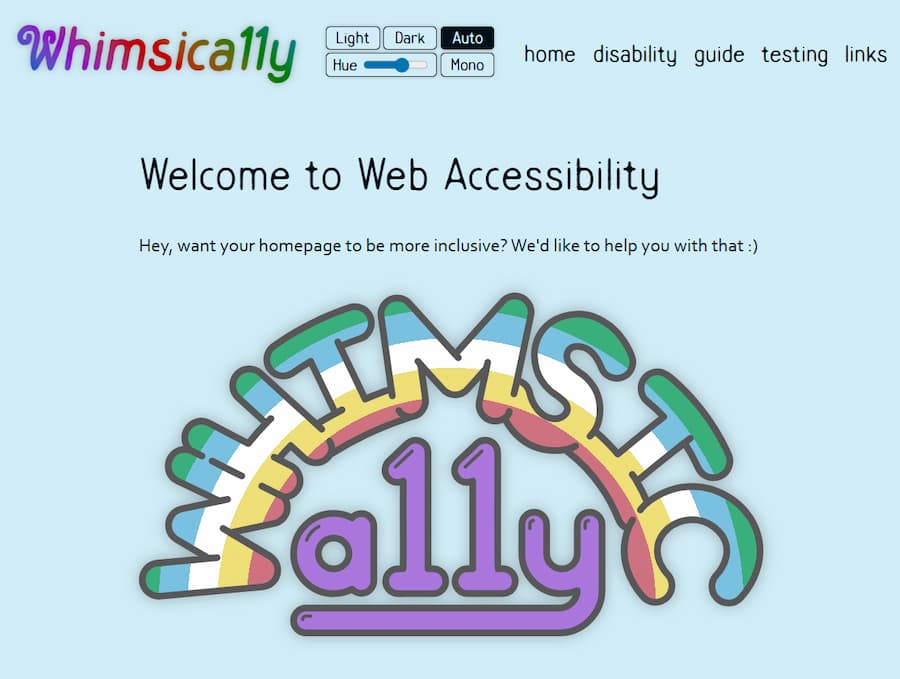 Whimsica11y
Light Dark Auto
Hue Mono
home disability guide testing links
Welcome to Web Accessibility
Hey, want your homepage to be more inclusive? We'd like to help you with that :)
WHIMSIC
a11y